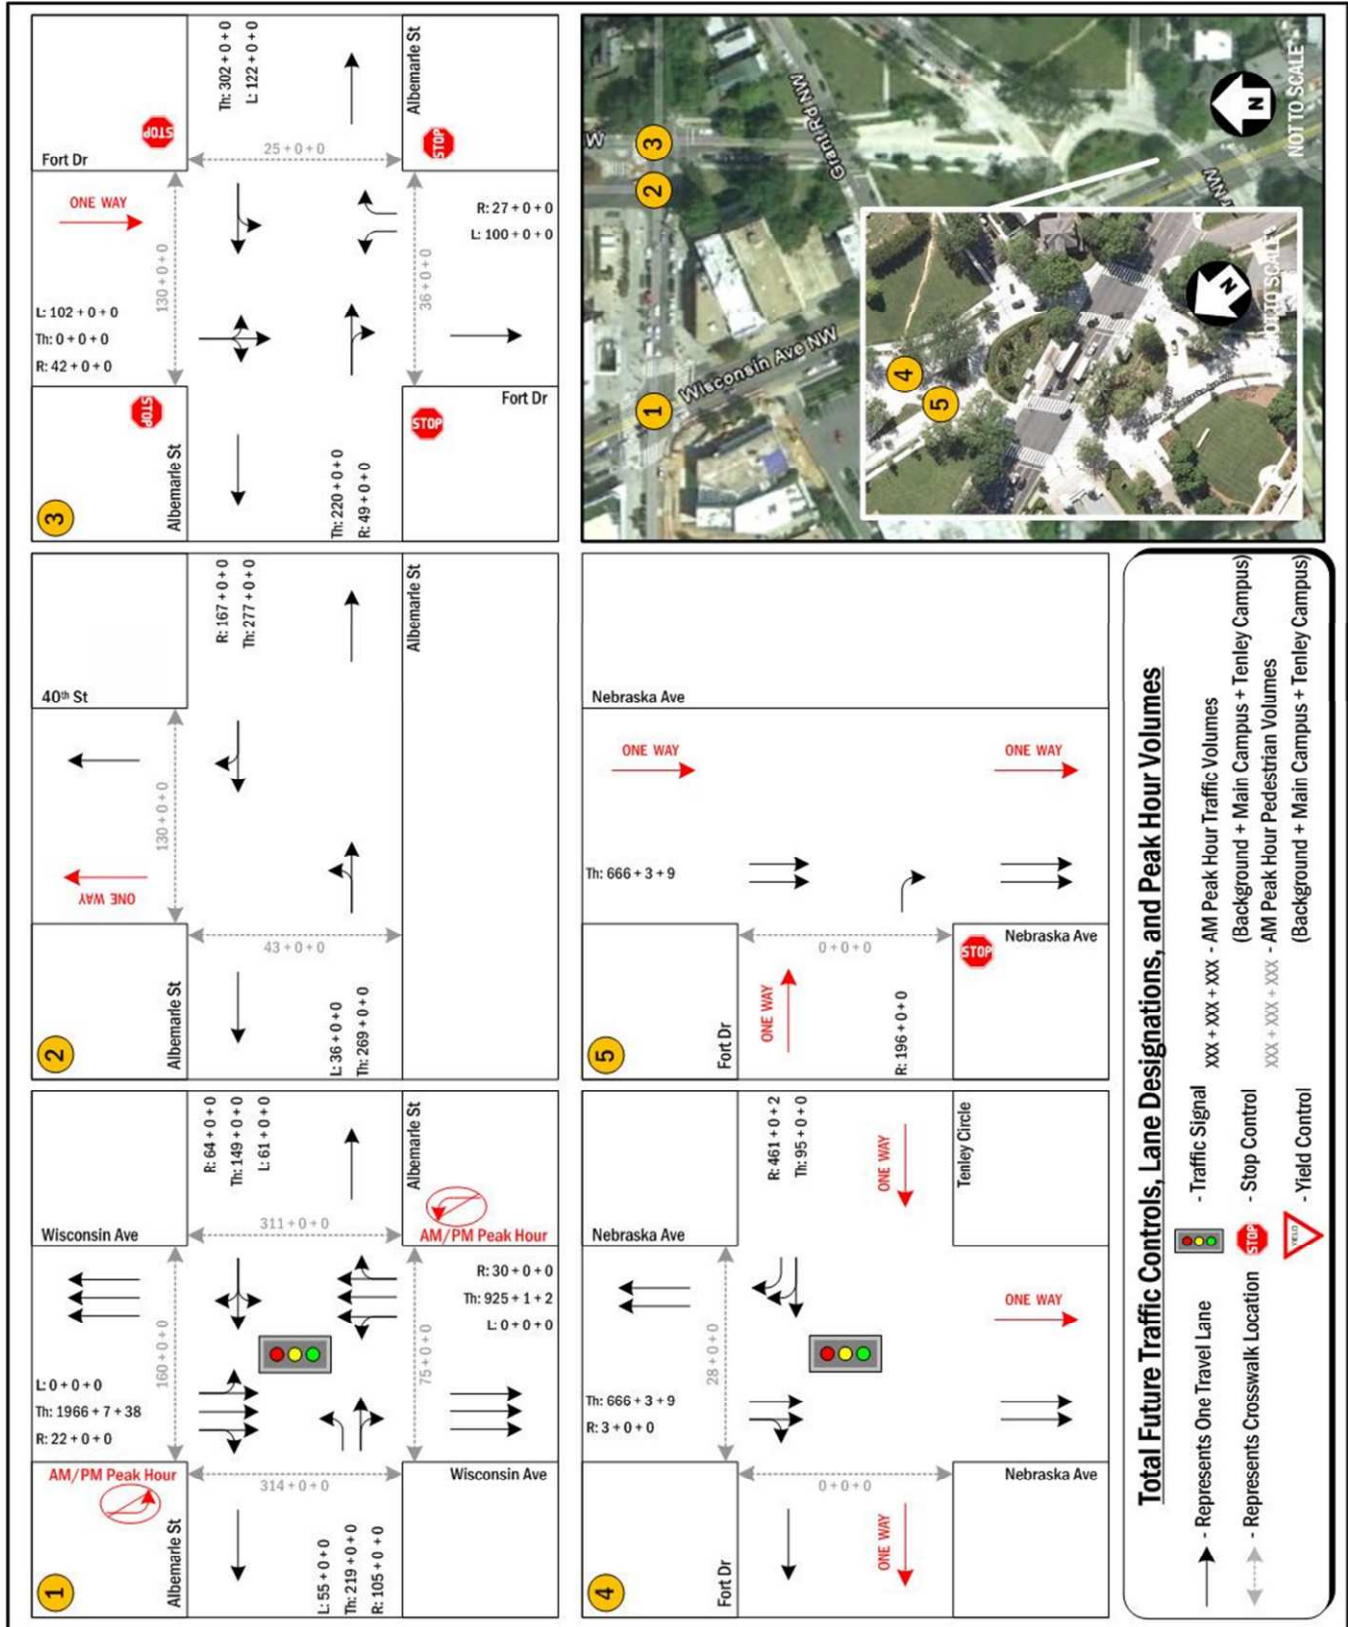 1
Albemarle St
AM/PM Peak Hour
Wisconsin Ave
L: 0 + 0 + 0
Th: 1966 + 7 + 38
R: 22 + 0 + 0
160 + 0 + 0
R: 64 + 0 + 0
Th: 149 + 0 + 0
L: 61 + 0 + 0
311 + 0 + 0
314 + 0 + 0
L: 55 + 0 + 0
Th: 219 + 0 + 0
R: 105 + 0 + 0
75 + 0 + 0
R: 30 + 0 + 0
Th: 925 + 1 + 2
L: 0 + 0 + 0
AM/PM Peak Hour
Albemarle St
Wisconsin Ave
2
Albemarle St
40th St
ONE WAY
130 + 0 + 0
R: 167 + 0 + 0
Th: 277 + 0 + 0
43 + 0 + 0
L: 36 + 0 + 0
Th: 269 + 0 + 0
Albemarle St
3
Albemarle St
STOP
Fort Dr
STOP
ONE WAY
L: 102 + 0 + 0
Th: 0 + 0 + 0
R: 42 + 0 + 0
130 + 0 + 0
Th: 302 + 0 + 0
L: 122 + 0 + 0
25 + 0 + 0
Th: 220 + 0 + 0
R: 49 + 0 + 0
36 + 0 + 0
R: 27 + 0 + 0
L: 100 + 0 + 0
STOP
STOP
Albemarle St
Fort Dr
4
Fort Dr
Nebraska Ave
Th: 666 + 3 + 9
R: 3 + 0 + 0
28 + 0 + 0
R: 461 + 0 + 2
Th: 95 + 0 + 0
0 + 0 + 0
ONE WAY
ONE WAY
ONE WAY
Tenley Circle
Nebraska Ave
5
Fort Dr
Nebraska Ave
ONE WAY
Th: 666 + 3 + 9
ONE WAY
0 + 0 + 0
R: 196 + 0 + 0
STOP
ONE WAY
Nebraska Ave
W
1
2
3
Wisconsin Ave NW
Grant Rd NW
4
5
N
NOT TO SCALE
N
NOT TO SCALE
Total Future Traffic Controls, Lane Designations, and Peak Hour Volumes
- Represents One Travel Lane
- Represents Crosswalk Location
- Traffic Signal
STOP
- Stop Control
YIELD
- Yield Control
XXX + XXX + XXX - AM Peak Hour Traffic Volumes
(Background + Main Campus + Tenley Campus)
XXX + XXX + XXX - AM Peak Hour Pedestrian Volumes
(Background + Main Campus + Tenley Campus)